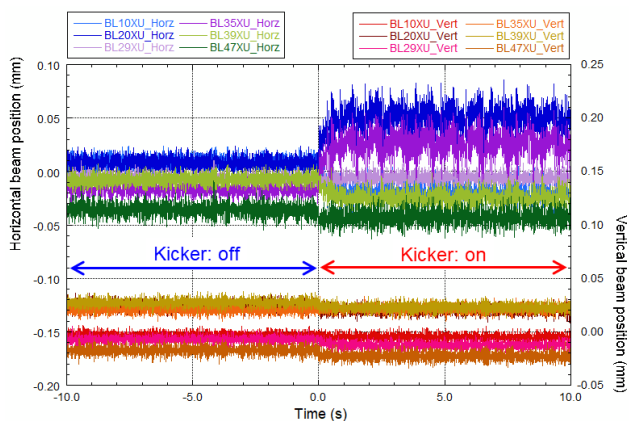 BL10XU_Horz BL35XU_Horz
BL20XU_Horz BL39XU_Horz
BL29XU_Horz BL47XU_Horz
BL10XU_Vert BL35XU_Vert
BL20XU_Vert BL39XU_Vert
BL29XU_Vert BL47XU_Vert
Horizontal beam position (mm)
0.10
0.05
0.00
-0.05
-0.10
-0.15
-0.20
Kicker: off
Kicker: on
0.25
0.20
0.15
0.10
0.05
0.00
-0.05
Vertical beam position (mm)
-10.0 -5.0 0.0 5.0 10.0
Time (s)